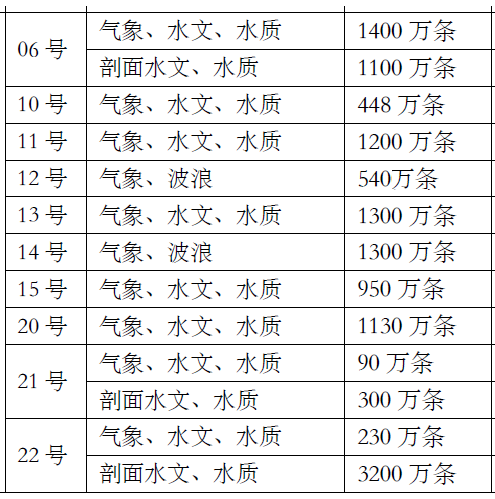 06 号 气象、水文、水质 1400 万条
剖面水文、水质 1100 万条
10 号 气象、水文、水质 448 万条
11 号 气象、水文、水质 1200 万条
12 号 气象、波浪 540万条
13 号 气象、水文、水质 1300 万条
14 号 气象、波浪 1300 万条
15 号 气象、水文、水质 950 万条
20 号 气象、水文、水质 1130 万条
21 号 气象、水文、水质 90 万条
剖面水文、水质 300 万条
22 号 气象、水文、水质 230 万条
剖面水文、水质 3200 万条